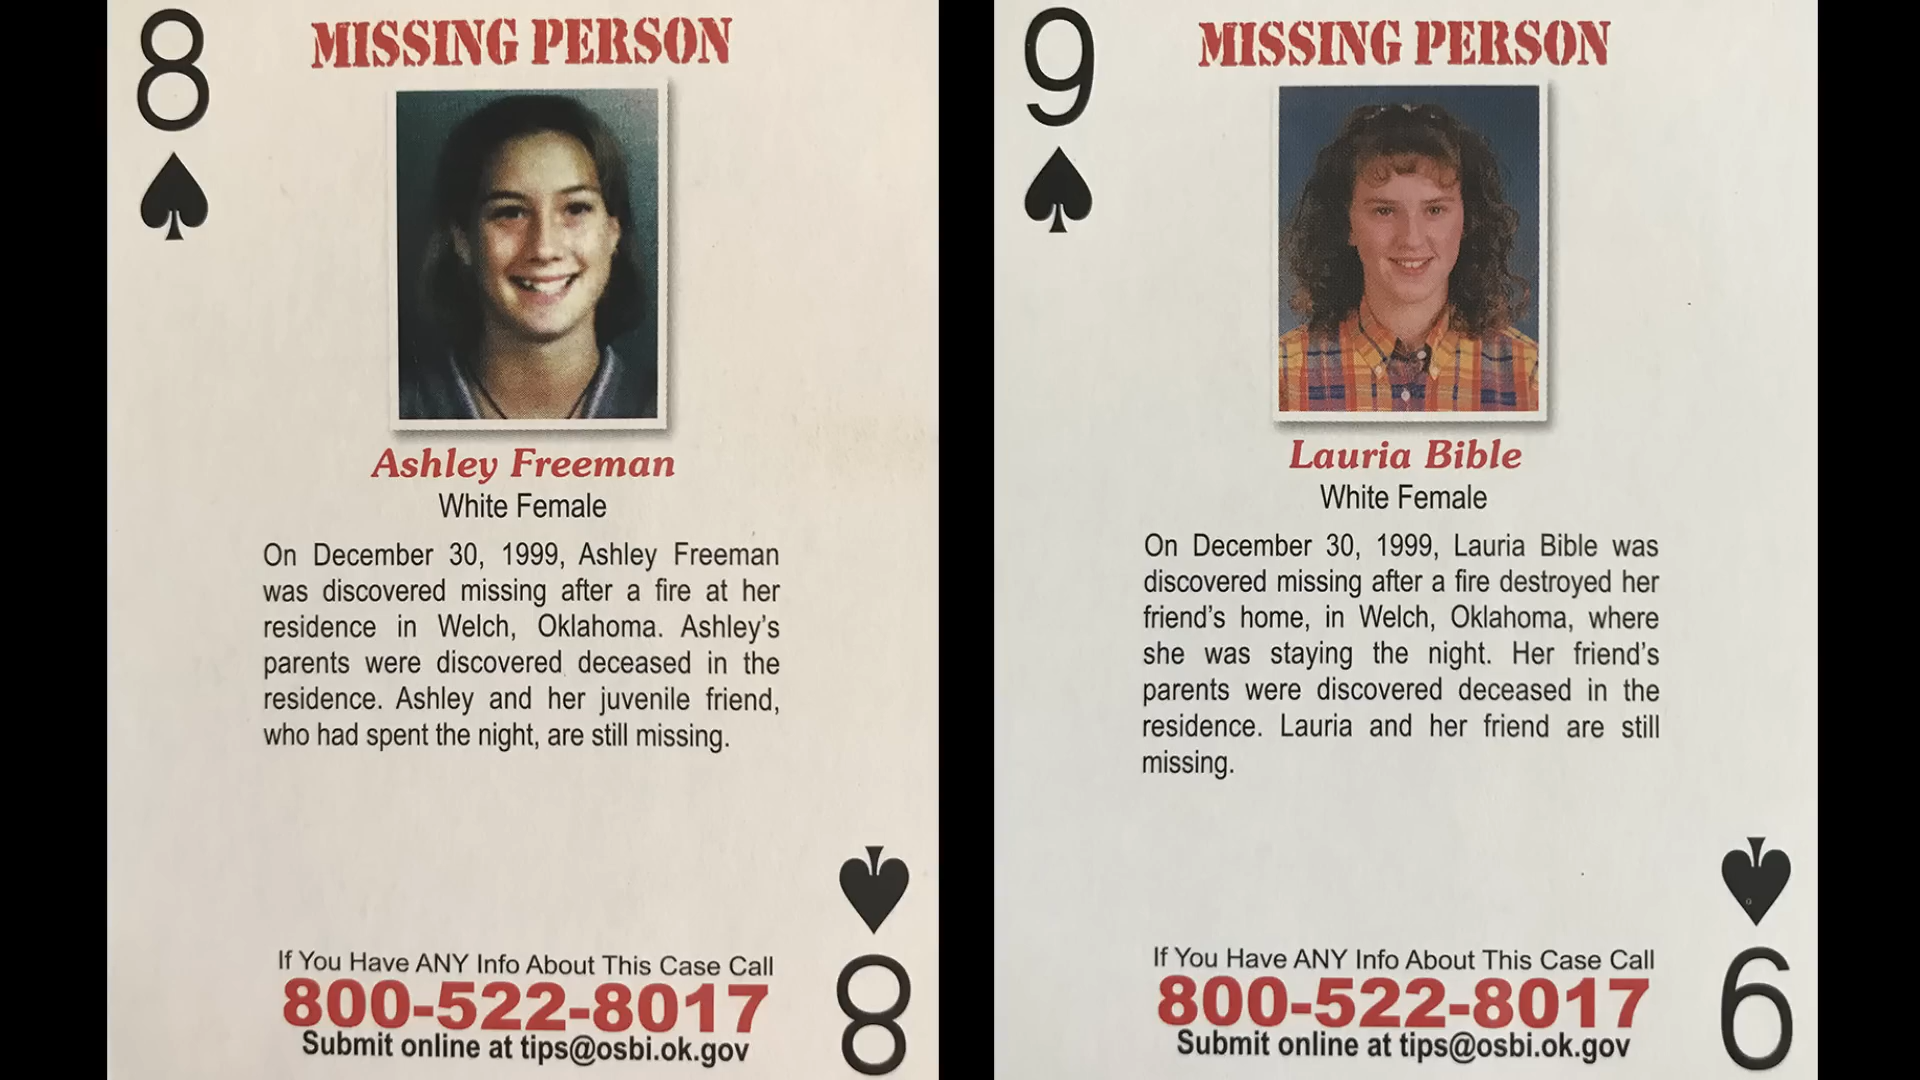 8
MISSING PERSON
Ashley Freeman
White Female
On December 30, 1999, Ashley Freeman
was discovered missing after a fire at her
residence in Welch, Oklahoma. Ashley’s
parents were discovered deceased in the
residence. Ashley and her juvenile friend,
who had spent the night, are still missing.
If You Have ANY Info About This Case Call
800-522-8017
Submit online at tips@osbi.ok.gov
8
9
MISSING PERSON
Lauria Bible
White Female
On December 30, 1999, Lauria Bible was
discovered missing after a fire destroyed her
friend’s home, in Welch, Oklahoma, where
she was staying the night. Her friend’s
parents were discovered deceased in the
residence. Lauria and her friend are still
missing.
If You Have ANY Info About This Case Call
800-522-8017
Submit online at tips@osbi.ok.gov
9